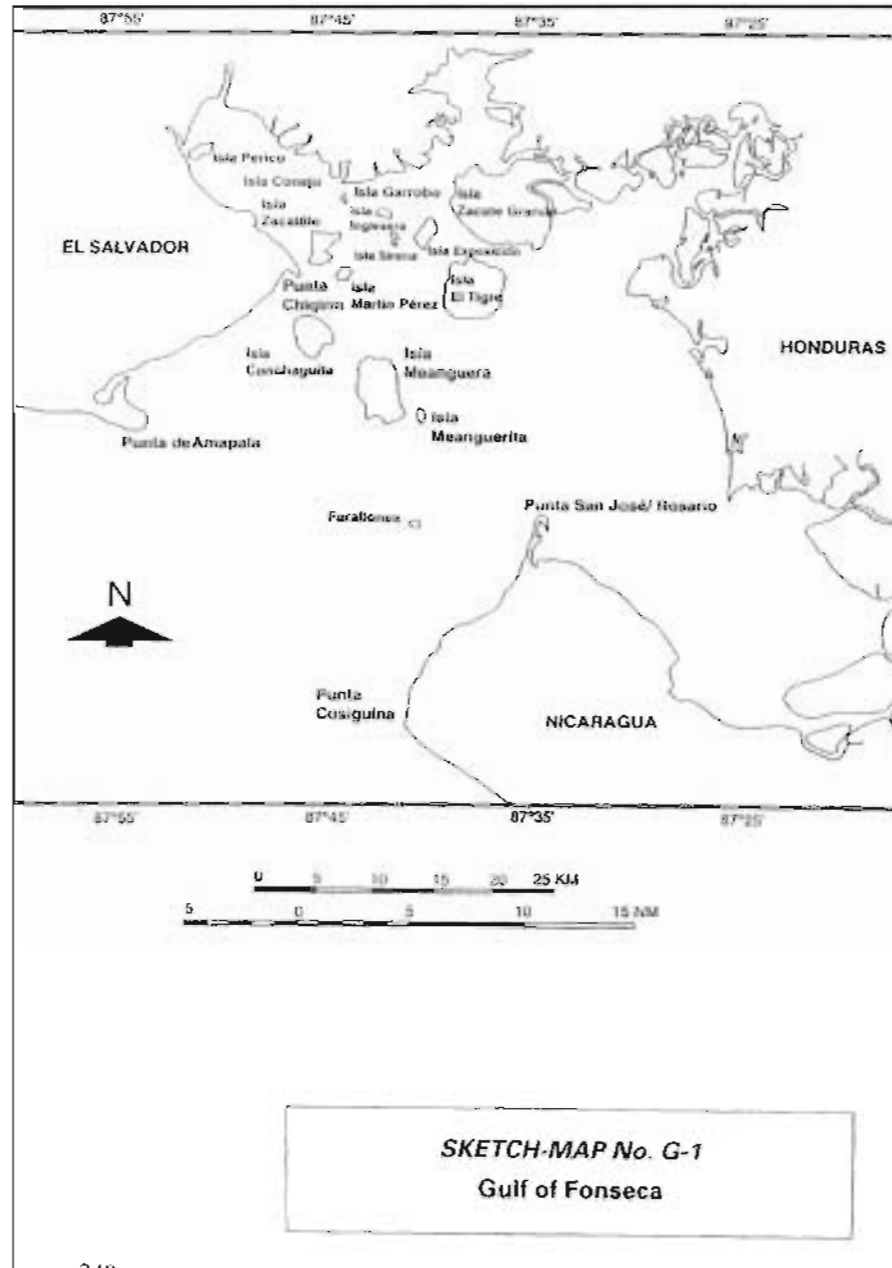 87°55' 87°45' 87°35' 87°25'
Isla Perico
Isla Conejo
Isla Garrobo
Isla
Zacate Grande
Isla
Zacatillo
Isla
Inglesera
EL SALVADOR
Isla Sirena
Isla Exposición
Punta
Chiquirín
Isla
Martín Pérez
Isla
El Tigre
Isla
Conchaguita
Isla
Meanguera
HONDURAS
Isla
Meanguerita
Punta de Amapala
Farallones
Punta San José/ Rosario
N
Punta
Cosiguina
NICARAGUA
87°55' 87°45' 87°35' 87°25'
0 5 10 15 20 25 KM
5 0 5 10 15 NM
SKETCH-MAP No. G-1
Gulf of Fonseca